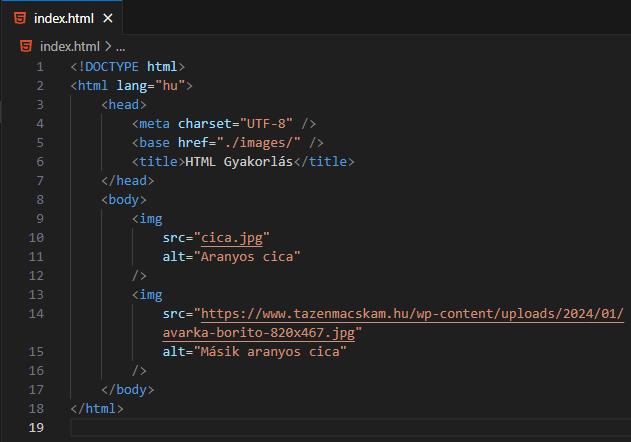 index.html ×
index.html > ...
1 <!DOCTYPE html>
2 <html lang="hu">
3 <head>
4 <meta charset="UTF-8" />
5 <base href="./images/" />
6 <title>HTML Gyakorlás</title>
7 </head>
8 <body>
9 <img
10 src="cica.jpg"
11 alt="Aranyos cica"
12 />
13 <img
14 src="https://www.tazenmacskam.hu/wp-content/uploads/2024/01/
avarka-borito-820x467.jpg"
15 alt="Másik aranyos cica"
16 />
17 </body>
18 </html>
19